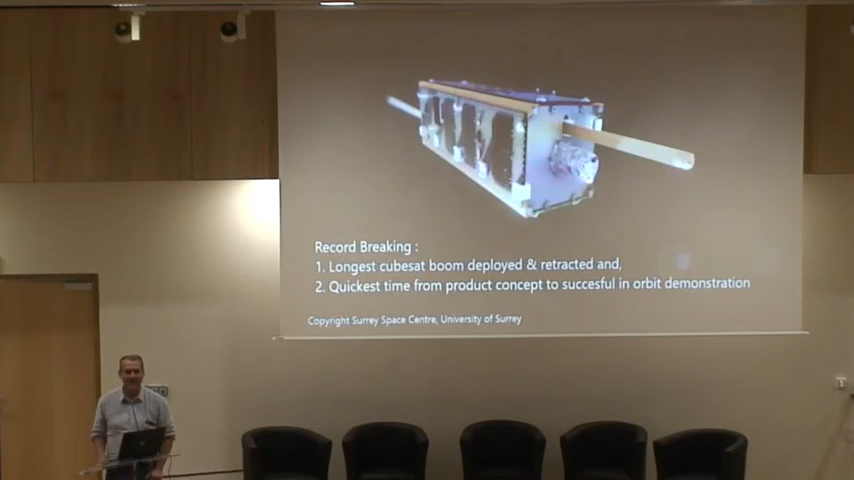 Record Breaking :
1. Longest cubesat boom deployed & retracted and,
2. Quickest time from product concept to succesful in orbit demonstration
Copyright Surrey Space Centre, University of Surrey